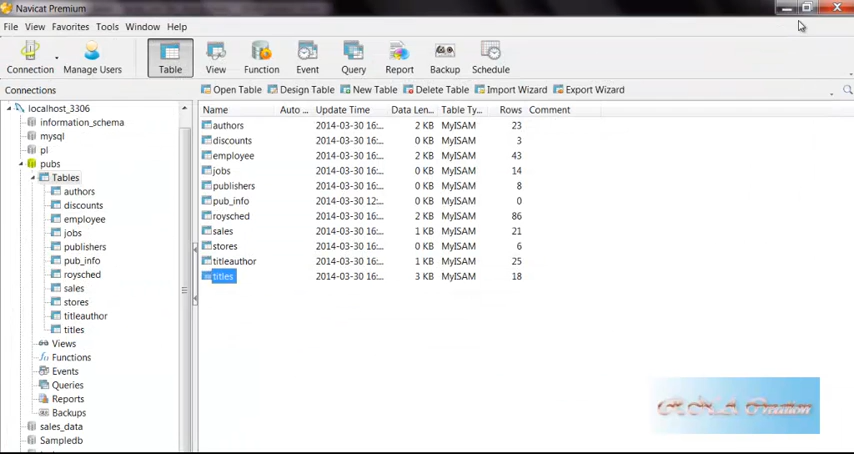 Navicat Premium
File View Favorites Tools Window Help
Connection Manage Users Table View Function Event Query Report Backup Schedule
Connections
Open Table Design Table New Table Delete Table Import Wizard Export Wizard
localhost_3306
information_schema
mysql
pl
pubs
Tables
authors
discounts
employee
jobs
publishers
pub_info
roysched
sales
stores
titleauthor
titles
Views
Functions
Events
Queries
Reports
Backups
sales_data
Sampledb
Name Auto ... Update Time Data Len... Table Ty... Rows Comment
authors 2014-03-30 16:... 2 KB MyISAM 23
discounts 2014-03-30 16:... 0 KB MyISAM 3
employee 2014-03-30 16:... 2 KB MyISAM 43
jobs 2014-03-30 16:... 0 KB MyISAM 14
publishers 2014-03-30 16:... 0 KB MyISAM 8
pub_info 2014-03-30 12:... 0 KB MyISAM 0
roysched 2014-03-30 16:... 2 KB MyISAM 86
sales 2014-03-30 16:... 1 KB MyISAM 21
stores 2014-03-30 16:... 0 KB MyISAM 6
titleauthor 2014-03-30 16:... 1 KB MyISAM 25
titles 2014-03-30 16:... 3 KB MyISAM 18
Creation